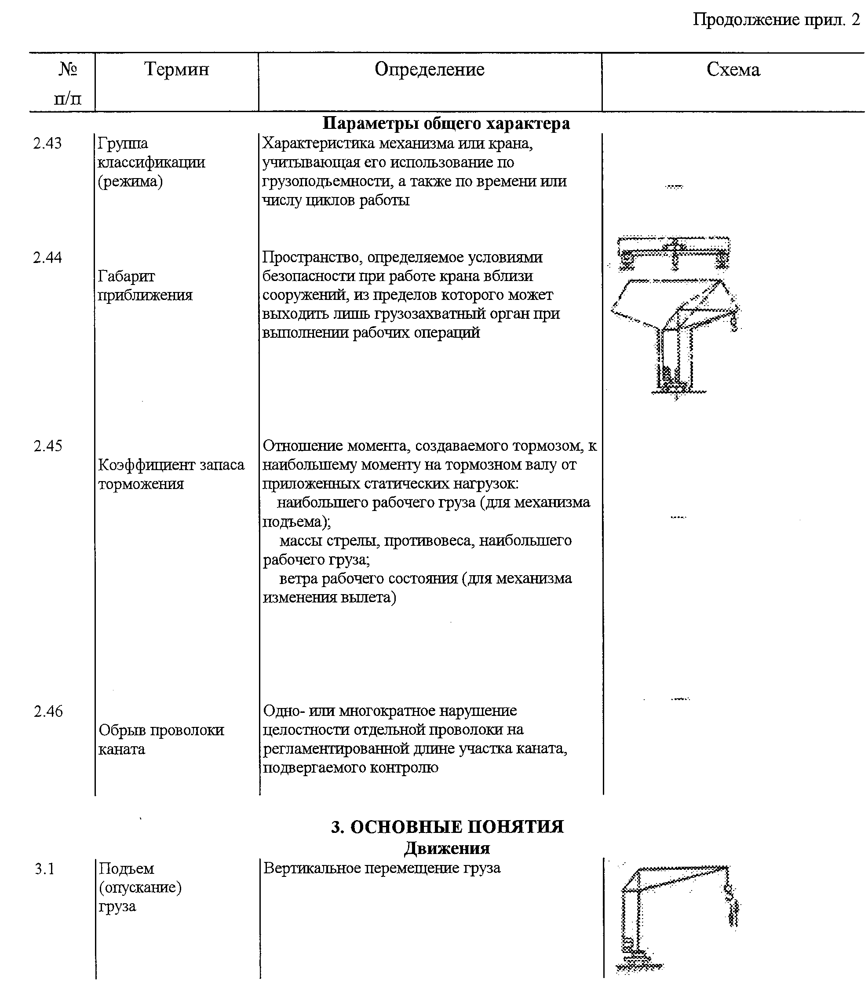 Продолжение прил. 2
№ п/п
Термин
Определение
Схема
Параметры общего характера
2.43
Группа
классификации
(режима)
Характеристика механизма или крана,
учитывающая его использование по
грузоподъемности, а также по времени или
числу циклов работы
----
2.44
Габарит
приближения
Пространство, определяемое условиями
безопасности при работе крана вблизи
сооружений, из пределов которого может
выходить лишь грузозахватный орган при
выполнении рабочих операций
2.45
Коэффициент запаса
торможения
Отношение момента, создаваемого тормозом, к
наибольшему моменту на тормозном валу от
приложенных статических нагрузок:
наибольшего рабочего груза (для механизма
подъема);
массы стрелы, противовеса, наибольшего
рабочего груза;
ветра рабочего состояния (для механизма
изменения вылета)
----
2.46
Обрыв проволоки
каната
Одно- или многократное нарушение
целостности отдельной проволоки на
регламентированной длине участка каната,
подвергаемого контролю
----
3. ОСНОВНЫЕ ПОНЯТИЯ
Движения
3.1
Подъем
(опускание)
груза
Вертикальное перемещение груза